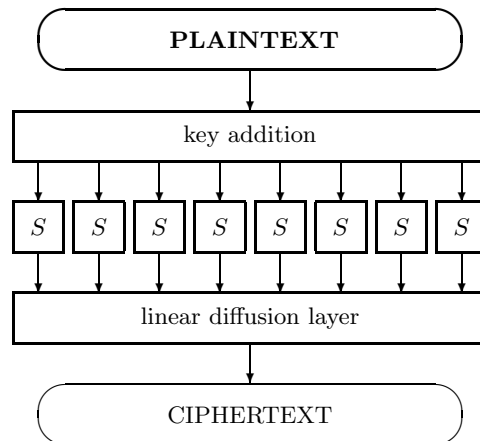 PLAINTEXT
key addition
S S S S S S S S
linear diffusion layer
CIPHERTEXT